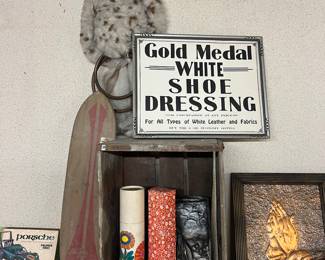 Gold Medal
WHITE
SHOE
DRESSING
For All Types of White Leather and Fabrics
PORSCHE